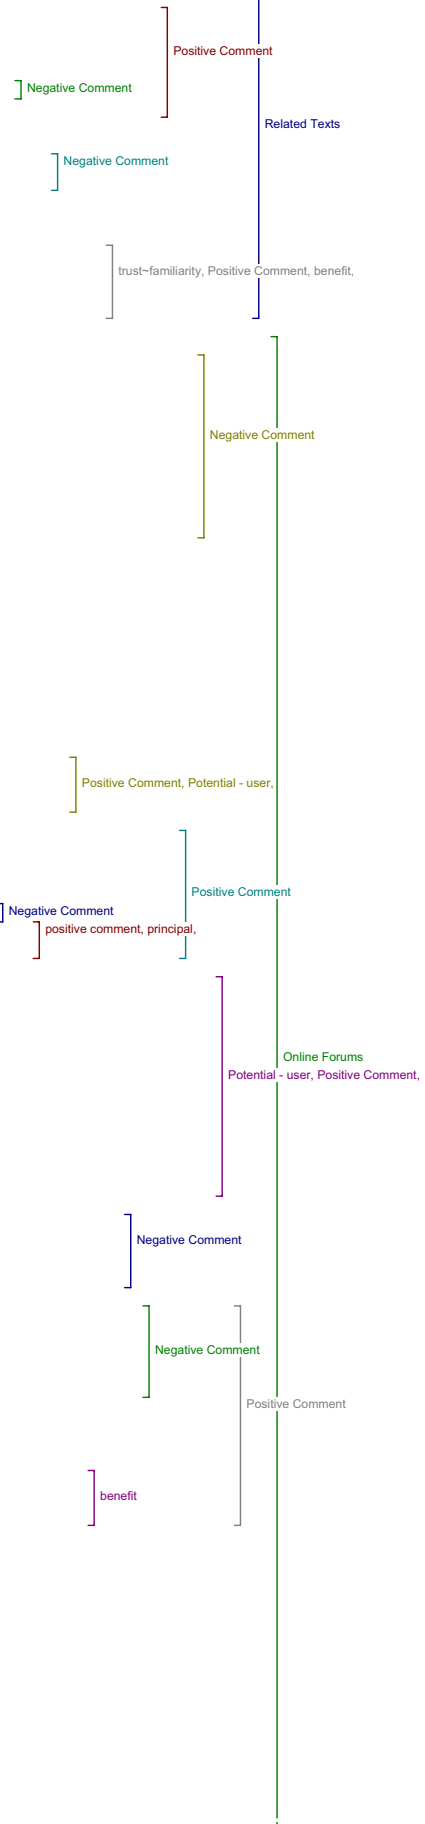 Positive Comment
Negative Comment
Related Texts
Negative Comment
trust~familiarity, Positive Comment, benefit,
Negative Comment
Positive Comment, Potential - user,
Positive Comment
Negative Comment
positive comment, principal,
Online Forums
Potential - user, Positive Comment,
Negative Comment
Negative Comment
Positive Comment
benefit